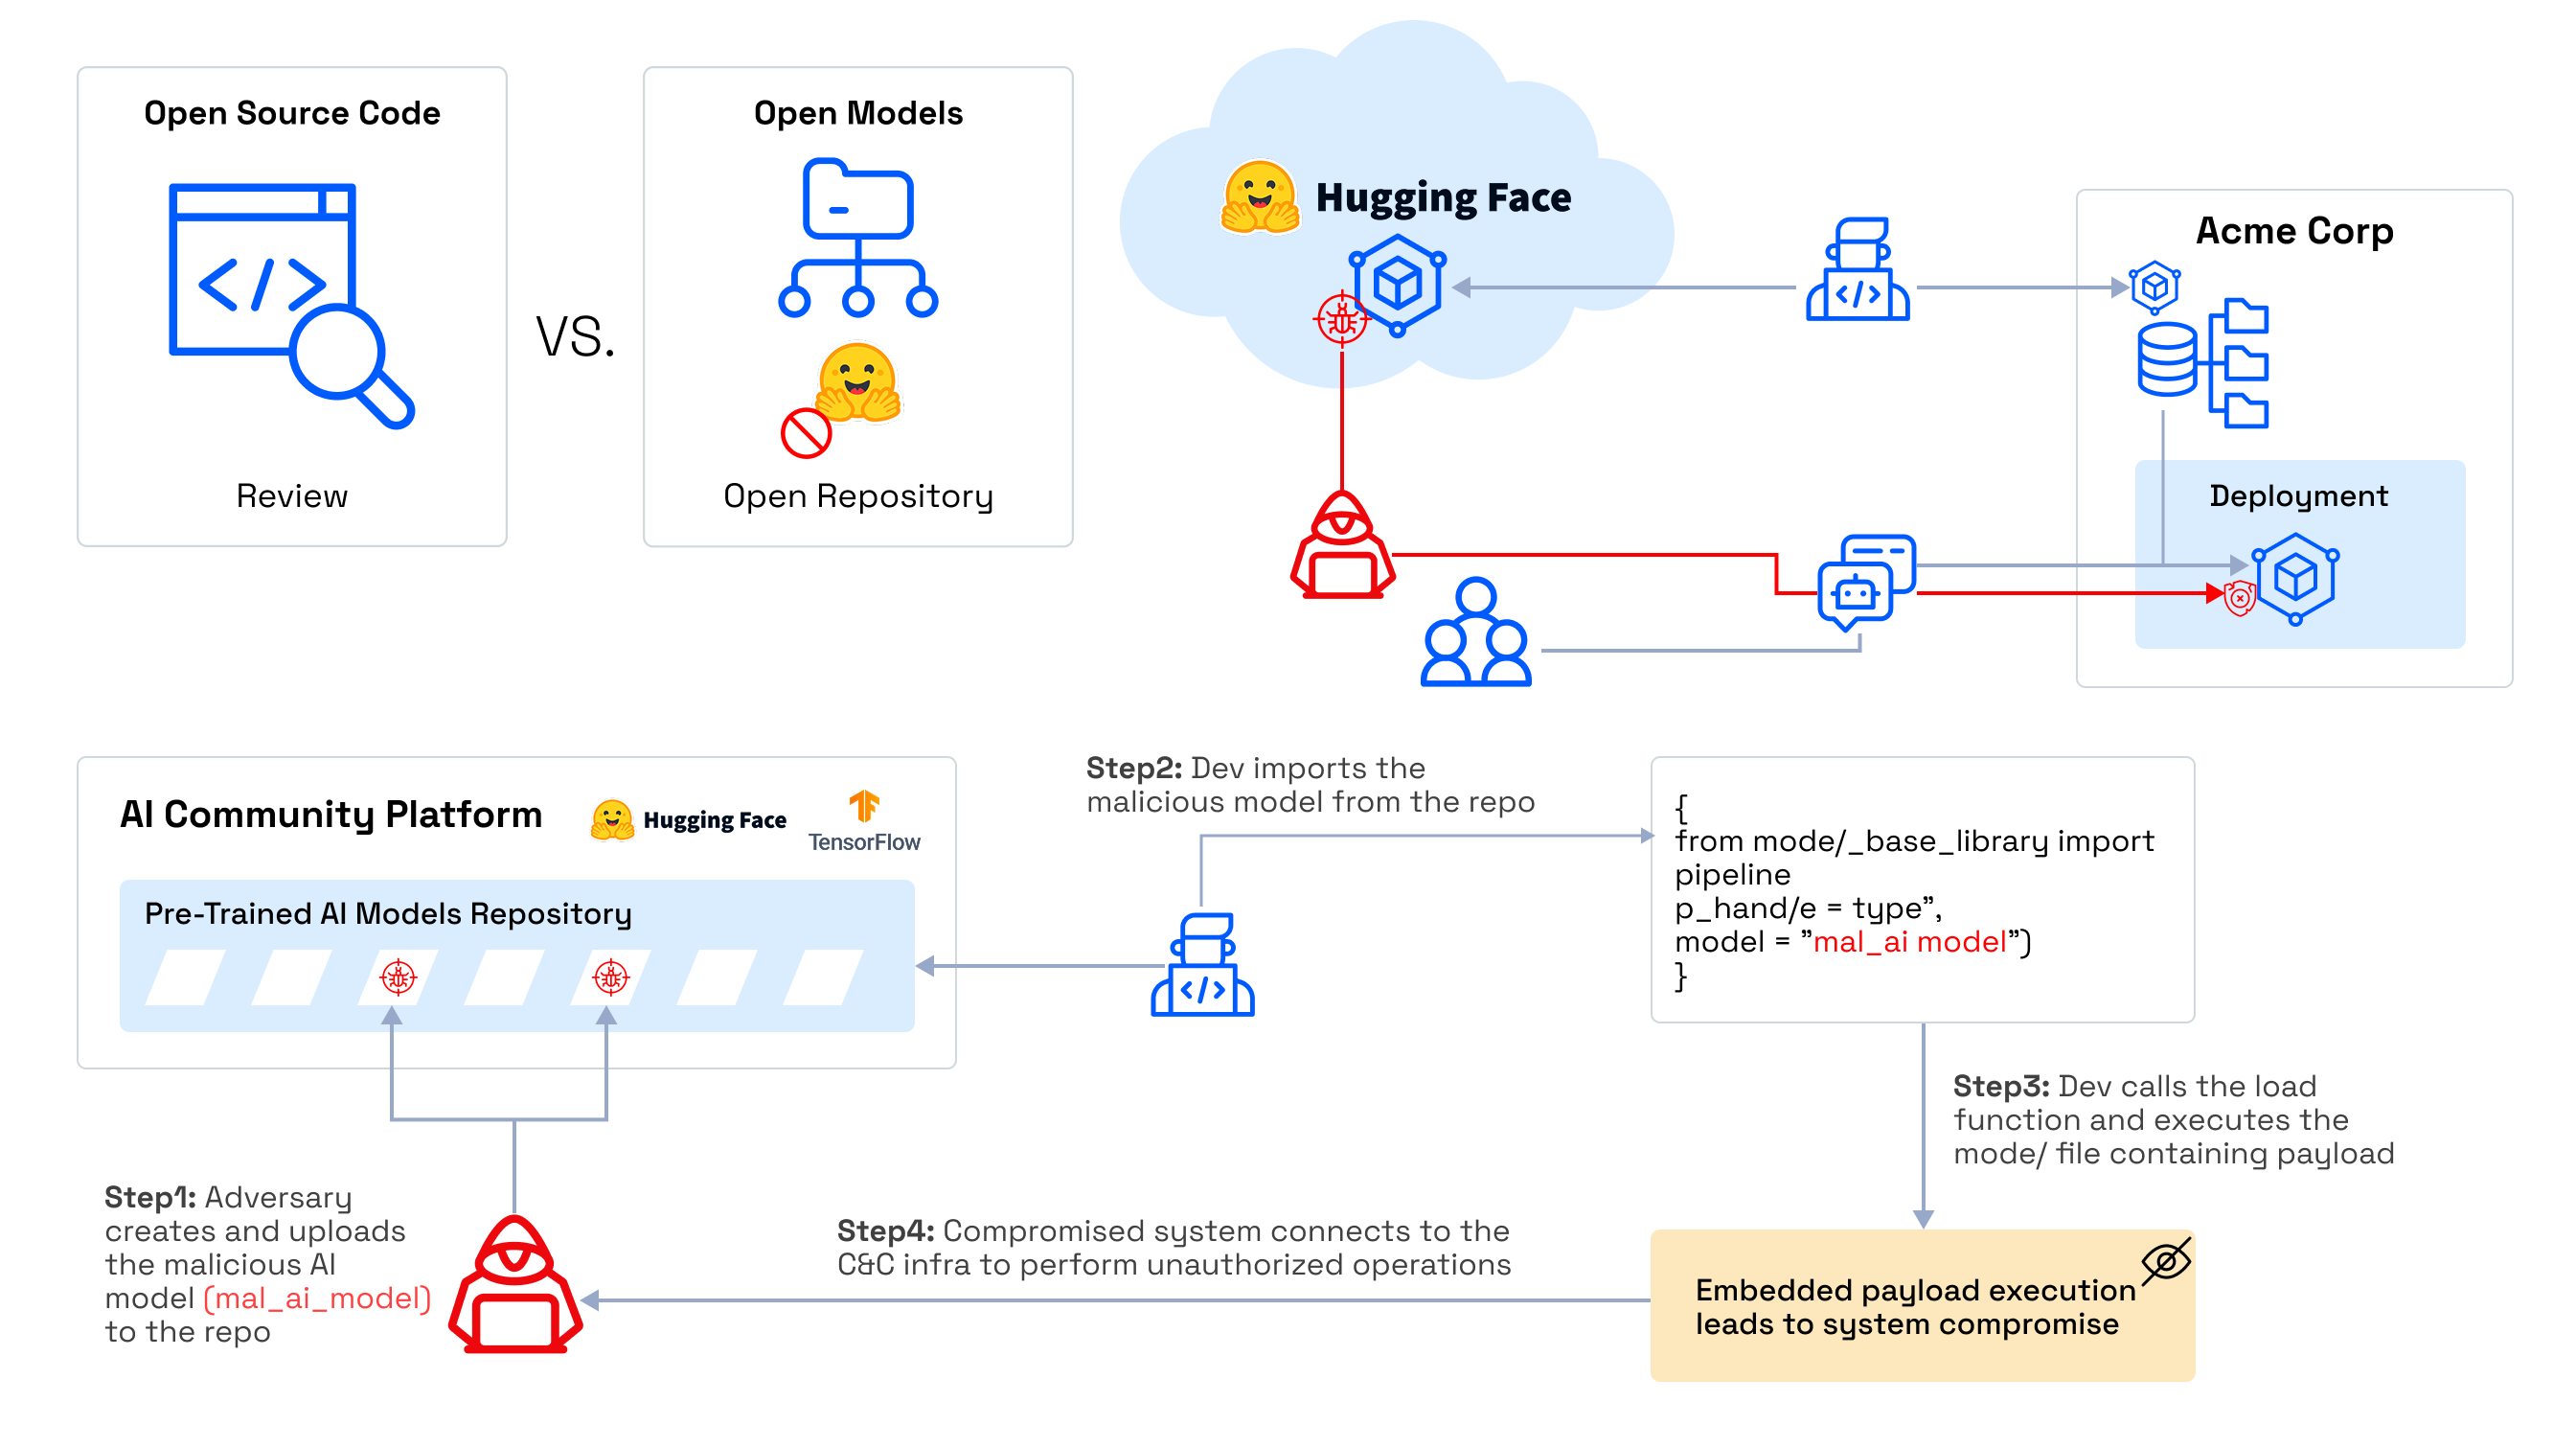 Open Source Code
Review
VS.
Open Models
Open Repository
Hugging Face
Acme Corp
Deployment
AI Community Platform
Hugging Face
TensorFlow
Pre-Trained AI Models Repository
Step1: Adversary
creates and uploads
the malicious AI
model (mal_ai_model)
to the repo
Step2: Dev imports the
malicious model from the repo
{
from mode/_base_library import
pipeline
p_hand/e = type”,
model = ”mal_ai model”)
}
Step3: Dev calls the load
function and executes the
mode/ file containing payload
Step4: Compromised system connects to the
C&C infra to perform unauthorized operations
Embedded payload execution
leads to system compromise